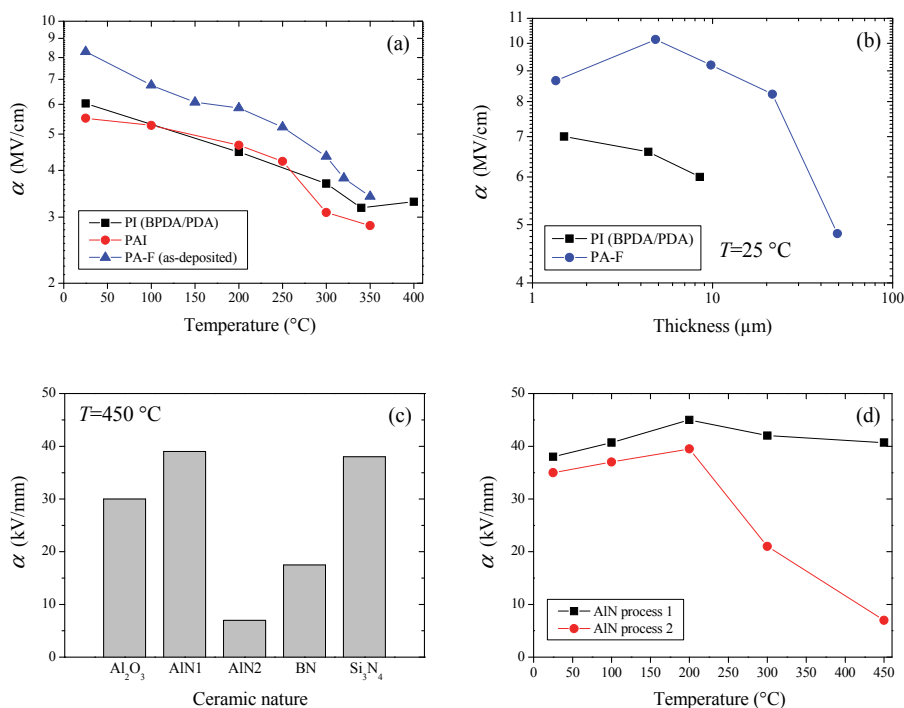 (a)
α (MV/cm)
10
9
8
7
6
5
4
3
2
0 50 100 150 200 250 300 350 400
Temperature (°C)
PI (BPDA/PDA)
PAI
PA-F (as-deposited)
(b)
α (MV/cm)
11
10
9
8
7
6
5
4
1 10 100
Thickness (µm)
PI (BPDA/PDA)
PA-F
T=25 °C
(c)
T=450 °C
α (kV/mm)
50
40
30
20
10
0
Al₂O₃ AlN1 AlN2 BN Si₃N₄
Ceramic nature
(d)
α (kV/mm)
50
40
30
20
10
0
0 50 100 150 200 250 300 350 400 450
Temperature (°C)
AlN process 1
AlN process 2